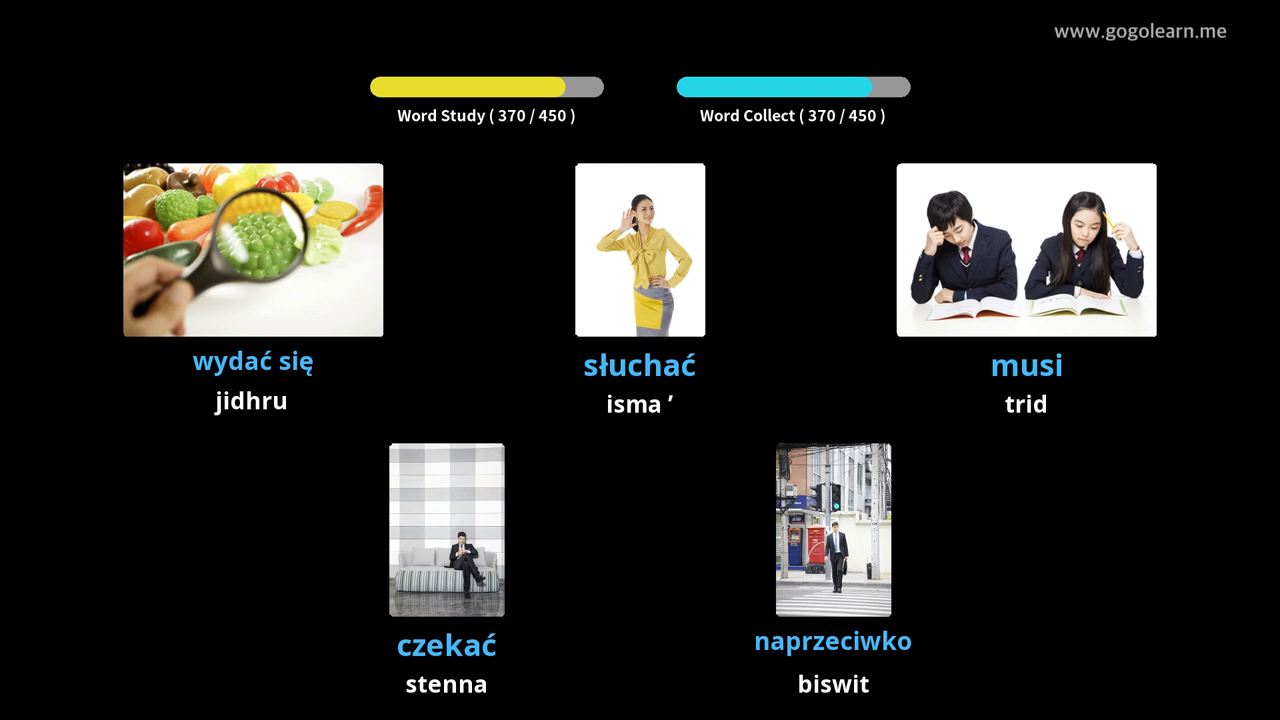 www.gogolearn.me
Word Study ( 370 / 450 )
Word Collect ( 370 / 450 )
wydać się
jidhru
słuchać
isma ’
musi
trid
czekać
stenna
naprzeciwko
biswit